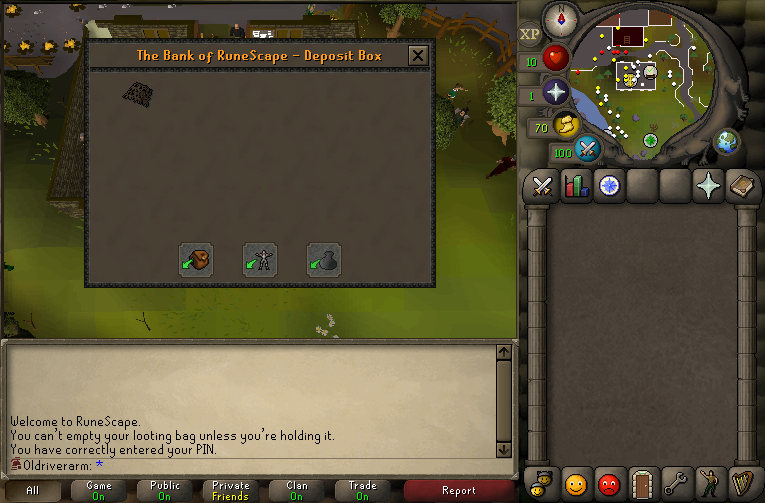 The Bank of RuneScape - Deposit Box
XP
10
1
70
100
Welcome to RuneScape.
You can't empty your looting bag unless you're holding it.
You have correctly entered your PIN.
Oldriverarm: *
All
Game
On
Public
On
Private
Friends
Clan
On
Trade
On
Report